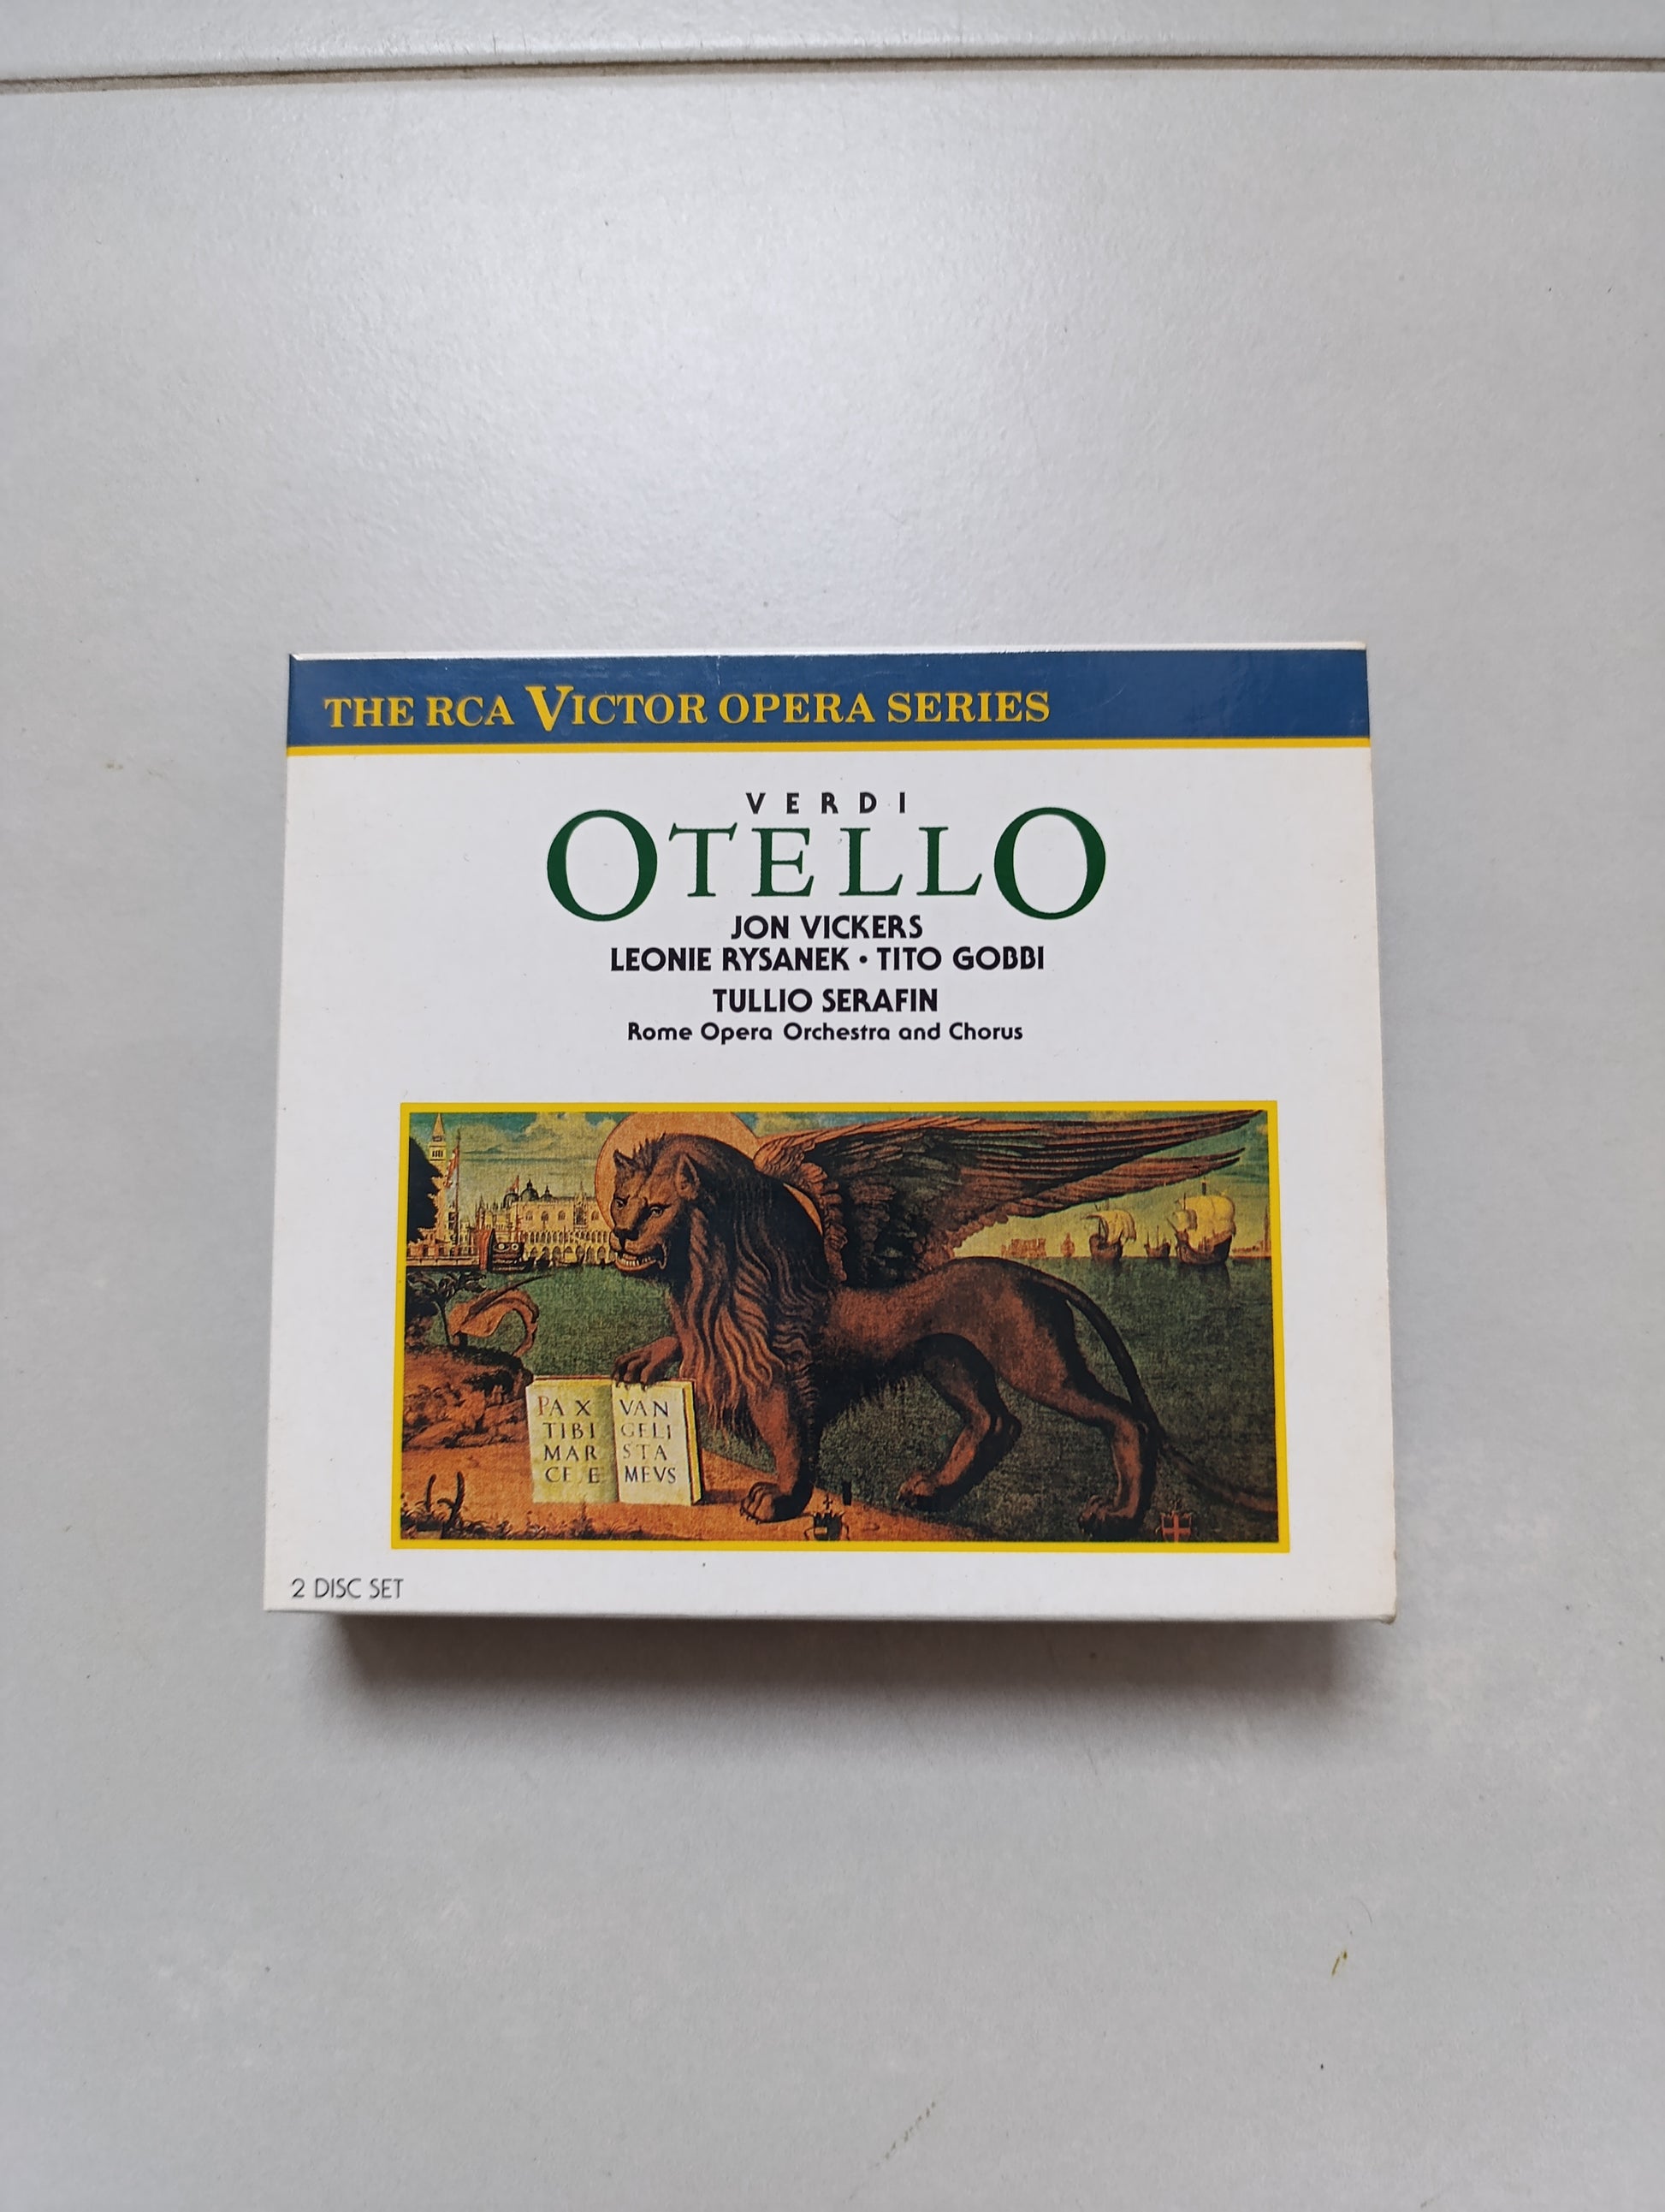 THE RCA VICTOR OPERA SERIES
VERDI
OTELLO
JON VICKERS
LEONIE RYSANEK • TITO GOBBI
TULLIO SERAFIN
Rome Opera Orchestra and Chorus
PAX
TIBI
MAR
CE E
VAN
GELI
STA
MEVS
2 DISC SET